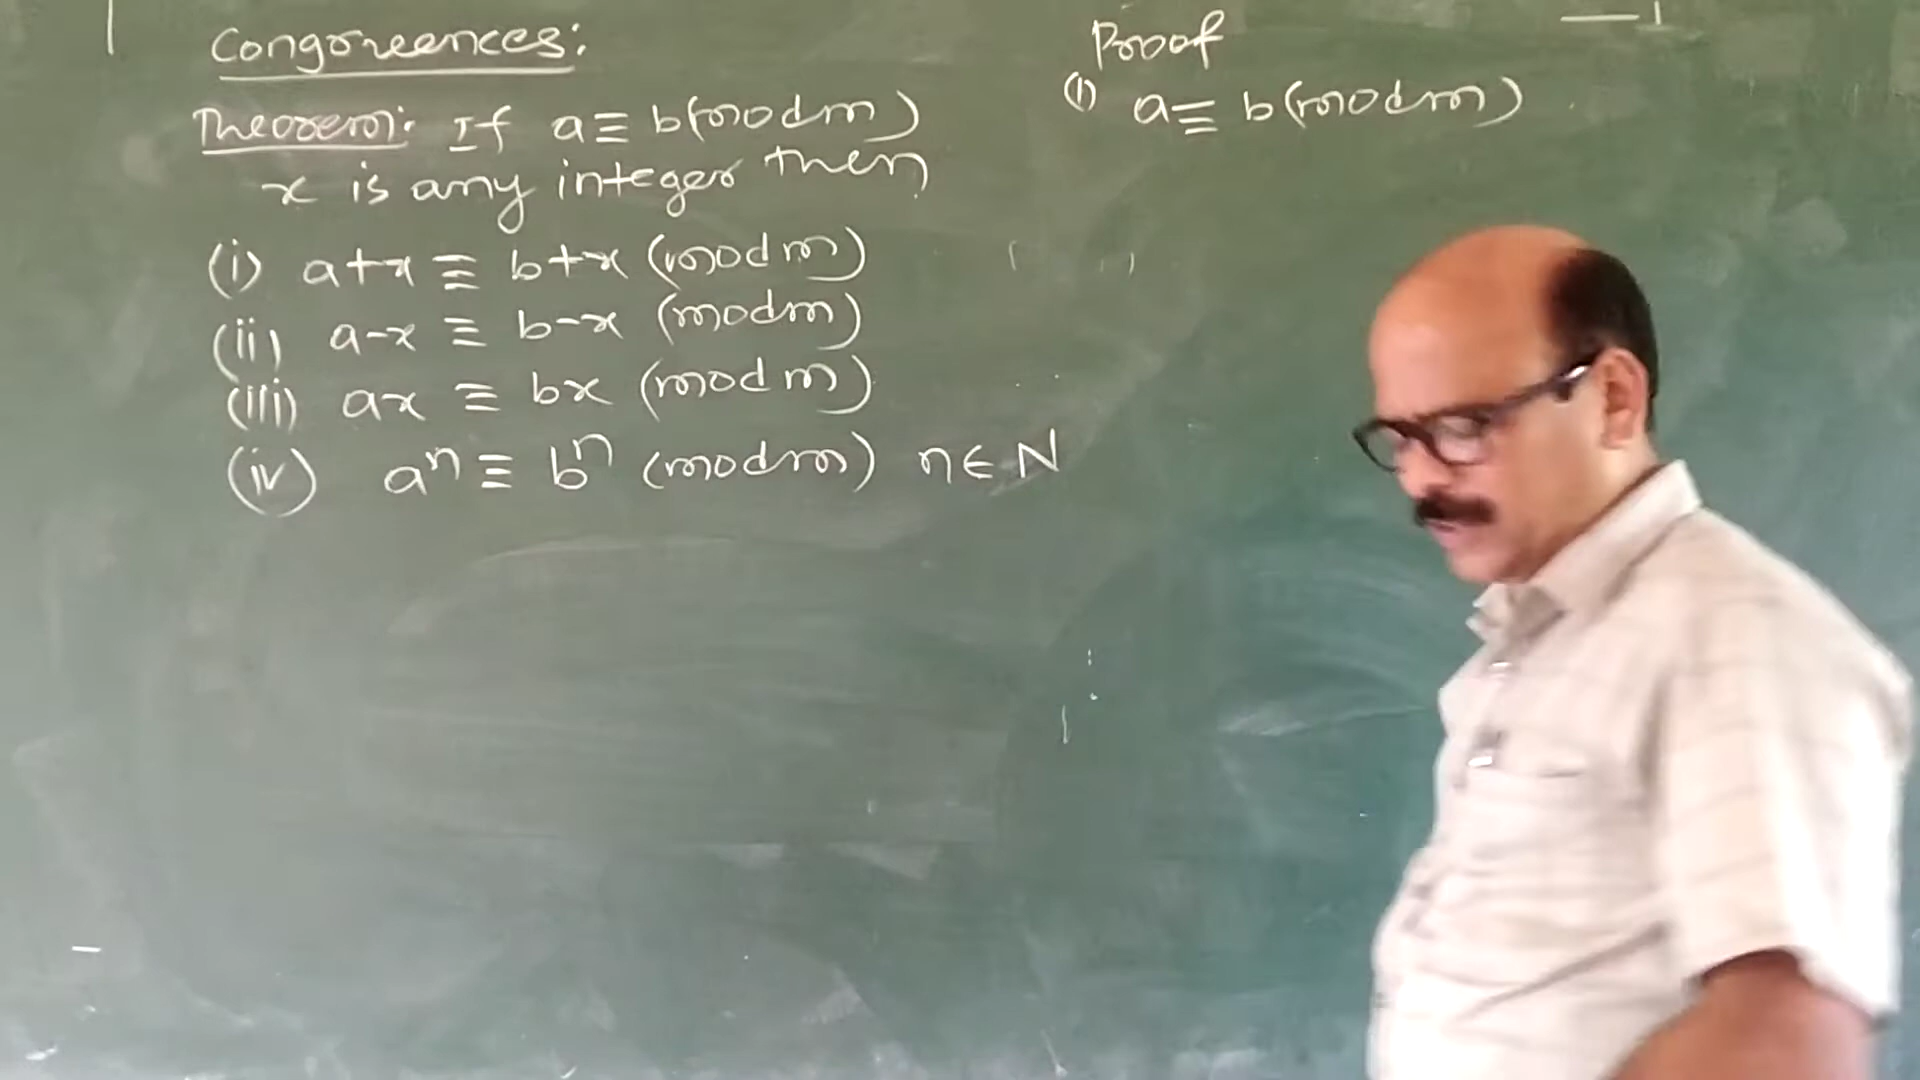 Congruences:
Theorem: If a ≡ b(mod m)
x is any integer then
(i) a+x ≡ b+x (mod m)
(ii) a-x ≡ b-x (mod m)
(iii) ax ≡ bx (mod m)
(iv) aⁿ ≡ bⁿ (mod m) n ∈ N
Proof
(1) a ≡ b(mod m)